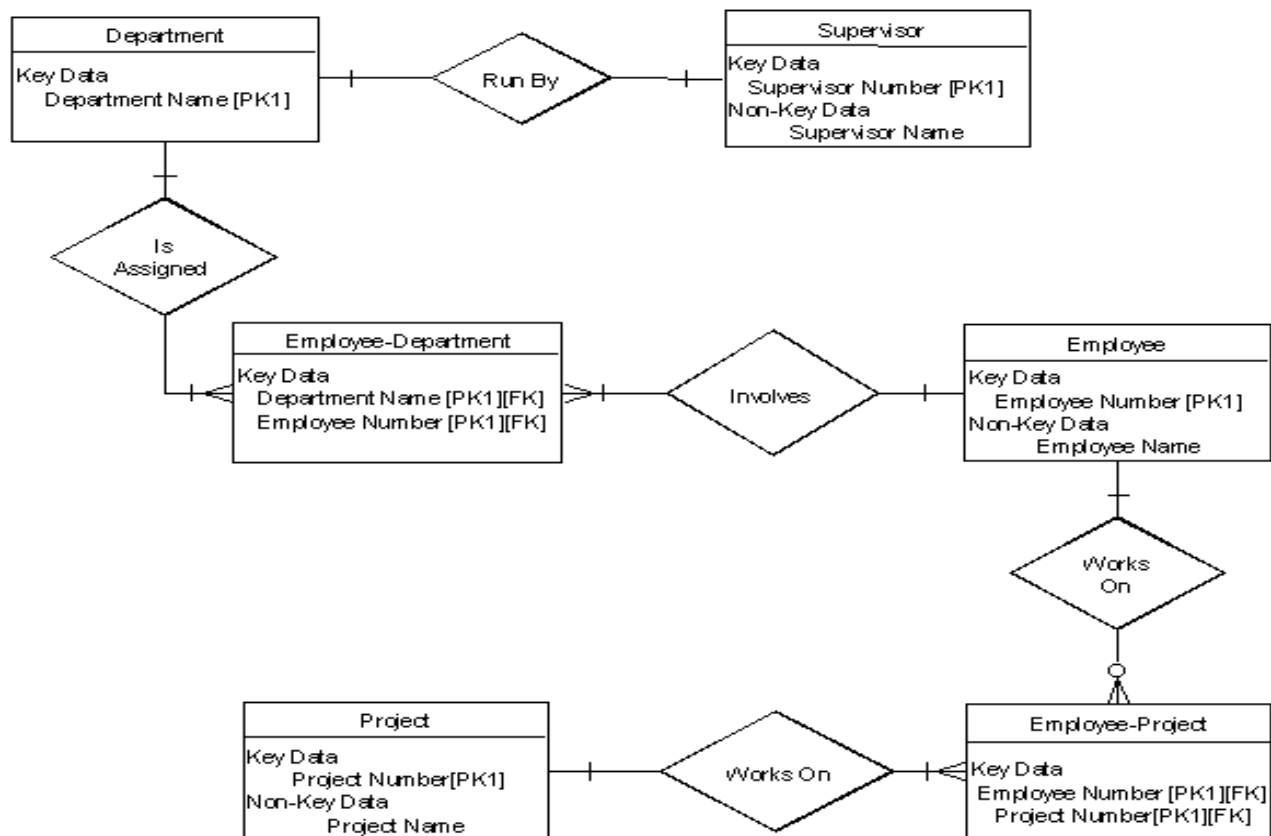 Department
Key Data
Department Name [PK1]
Run By
Supervisor
Key Data
Supervisor Number [PK1]
Non-Key Data
Supervisor Name
Is
Assigned
Employee-Department
Key Data
Department Name [PK1][FK]
Employee Number [PK1][FK]
Involves
Employee
Key Data
Employee Number [PK1]
Non-Key Data
Employee Name
Works
On
Project
Key Data
Project Number[PK1]
Non-Key Data
Project Name
Works On
Employee-Project
Key Data
Employee Number [PK1][FK]
Project Number[PK1][FK]